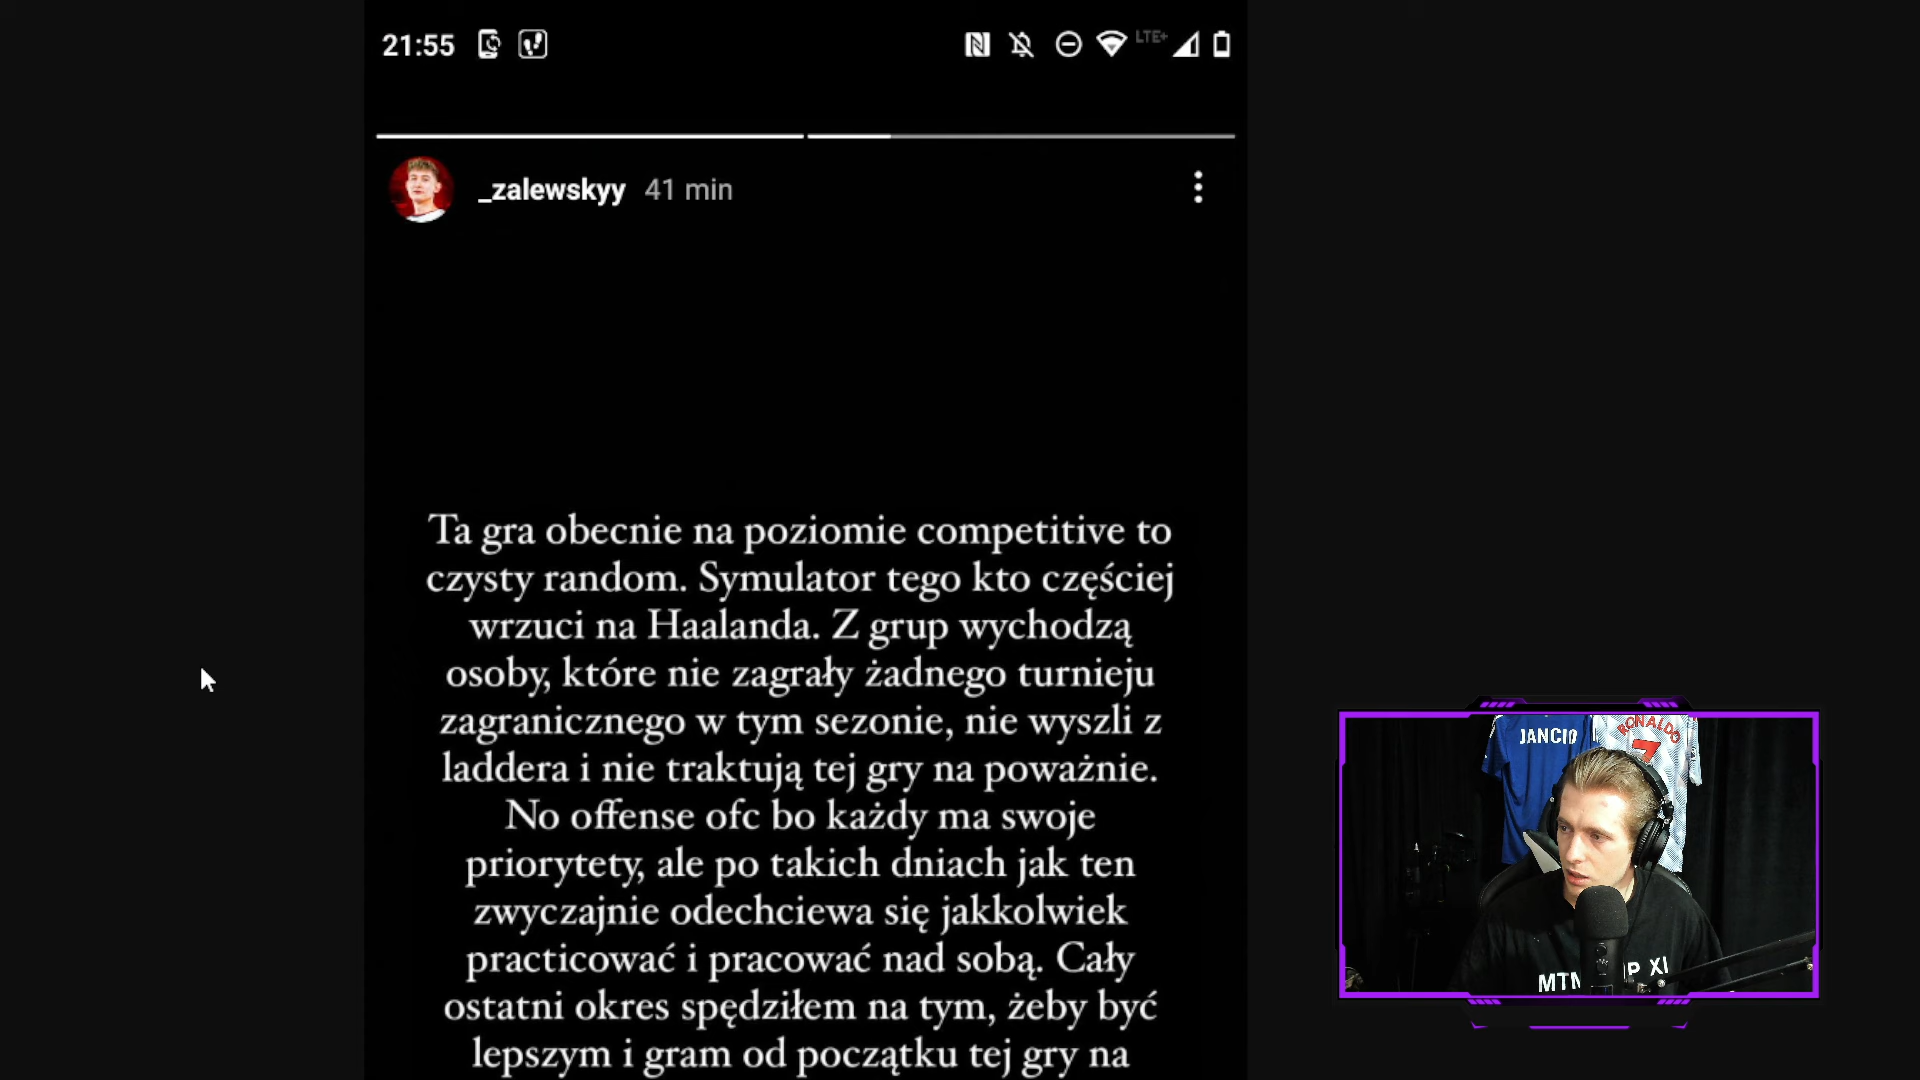 21:55
LTE+
_zalewskyy 41 min
Ta gra obecnie na poziomie competitive to
czysty random. Symulator tego kto częściej
wrzuci na Haalanda. Z grup wychodzą
osoby, które nie zagrały żadnego turnieju
zagranicznego w tym sezonie, nie wyszli z
laddera i nie traktują tej gry na poważnie.
No offense ofc bo każdy ma swoje
priorytety, ale po takich dniach jak ten
zwyczajnie odechciewa się jakkolwiek
practicować i pracować nad sobą. Cały
ostatni okres spędziłem na tym, żeby być
lepszym i gram od początku tej gry na
JANCIO
RONALDO
7
MTN
P XI